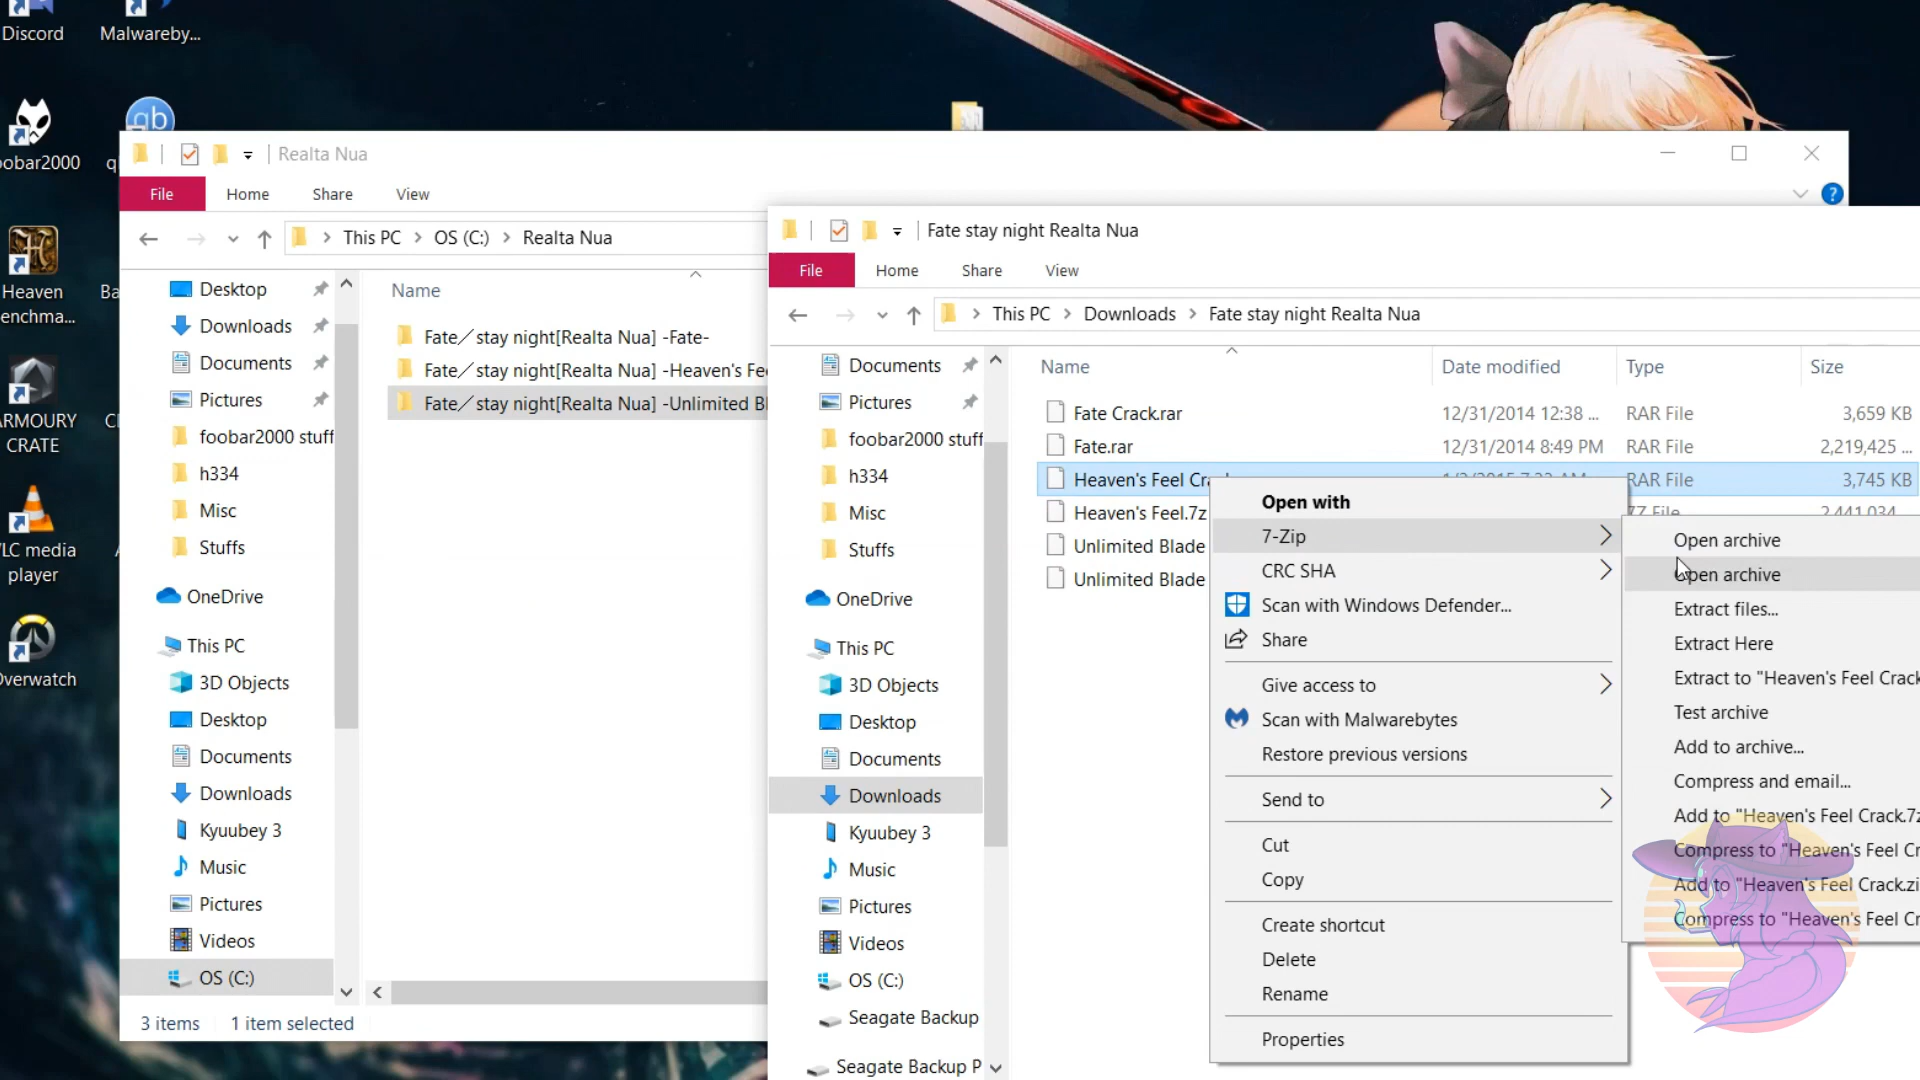 Discord
Malwareby...
oobar2000
Heaven
enchma...
ARMOURY
CRATE
VLC media
player
Overwatch
Realta Nua
File
Home
Share
View
This PC
OS (C:)
Realta Nua
Desktop
Downloads
Documents
Pictures
foobar2000 stuff
h334
Misc
Stuffs
OneDrive
This PC
3D Objects
Desktop
Documents
Downloads
Kyuubey 3
Music
Pictures
Videos
OS (C:)
Name
Fate／stay night[Realta Nua] -Fate-
Fate／stay night[Realta Nua] -Heaven's Fee
Fate／stay night[Realta Nua] -Unlimited Bl
3 items
1 item selected
Fate stay night Realta Nua
File
Home
Share
View
This PC
Downloads
Fate stay night Realta Nua
Documents
Pictures
foobar2000 stuff
h334
Misc
Stuffs
OneDrive
This PC
3D Objects
Desktop
Documents
Downloads
Kyuubey 3
Music
Pictures
Videos
OS (C:)
Seagate Backup
Seagate Backup P
Name Date modified Type Size
Fate Crack.rar 12/31/2014 12:38 ... RAR File 3,659 KB
Fate.rar 12/31/2014 8:49 PM RAR File 2,219,425 ...
Heaven's Feel Cra RAR File 3,745 KB
Heaven's Feel.7z 7Z File 2,441,034
Unlimited Blade
Unlimited Blade
Open with
7-Zip
CRC SHA
Scan with Windows Defender...
Share
Give access to
Scan with Malwarebytes
Restore previous versions
Send to
Cut
Copy
Create shortcut
Delete
Rename
Properties
Open archive
Open archive
Extract files...
Extract Here
Extract to "Heaven's Feel Crack
Test archive
Add to archive...
Compress and email...
Add to "Heaven's Feel Crack.7z
Compress to "Heaven's Feel Cr
Add to "Heaven's Feel Crack.zi
Compress to "Heaven's Feel Cr